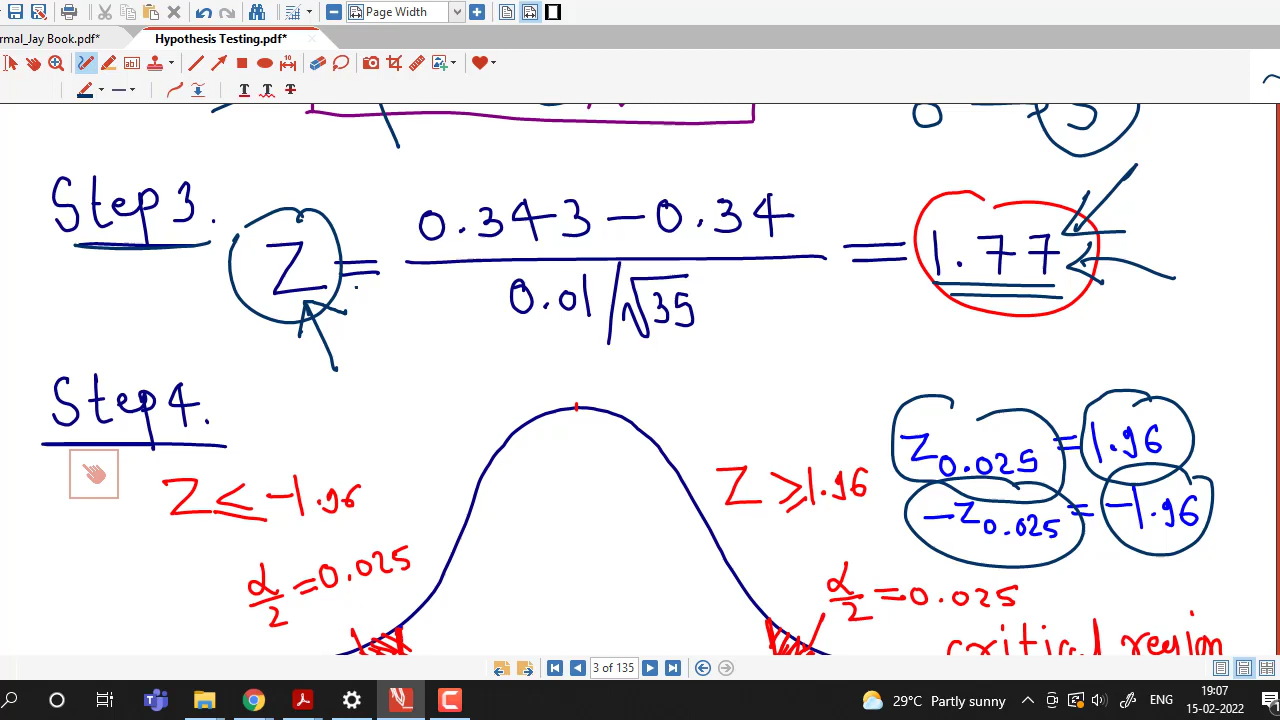 Page Width
rmal_Jay Book.pdf*
Hypothesis Testing.pdf*
Step 3.
Z = 0.343 - 0.34 / 0.01/√35 = 1.77
Step 4.
Z ≤ -1.96
Z ≥ 1.96
Z0.025 = 1.96
-Z0.025 = -1.96
α/2 = 0.025
α/2 = 0.025
critical region
3 of 135
29°C Partly sunny
ENG
19:07
15-02-2022